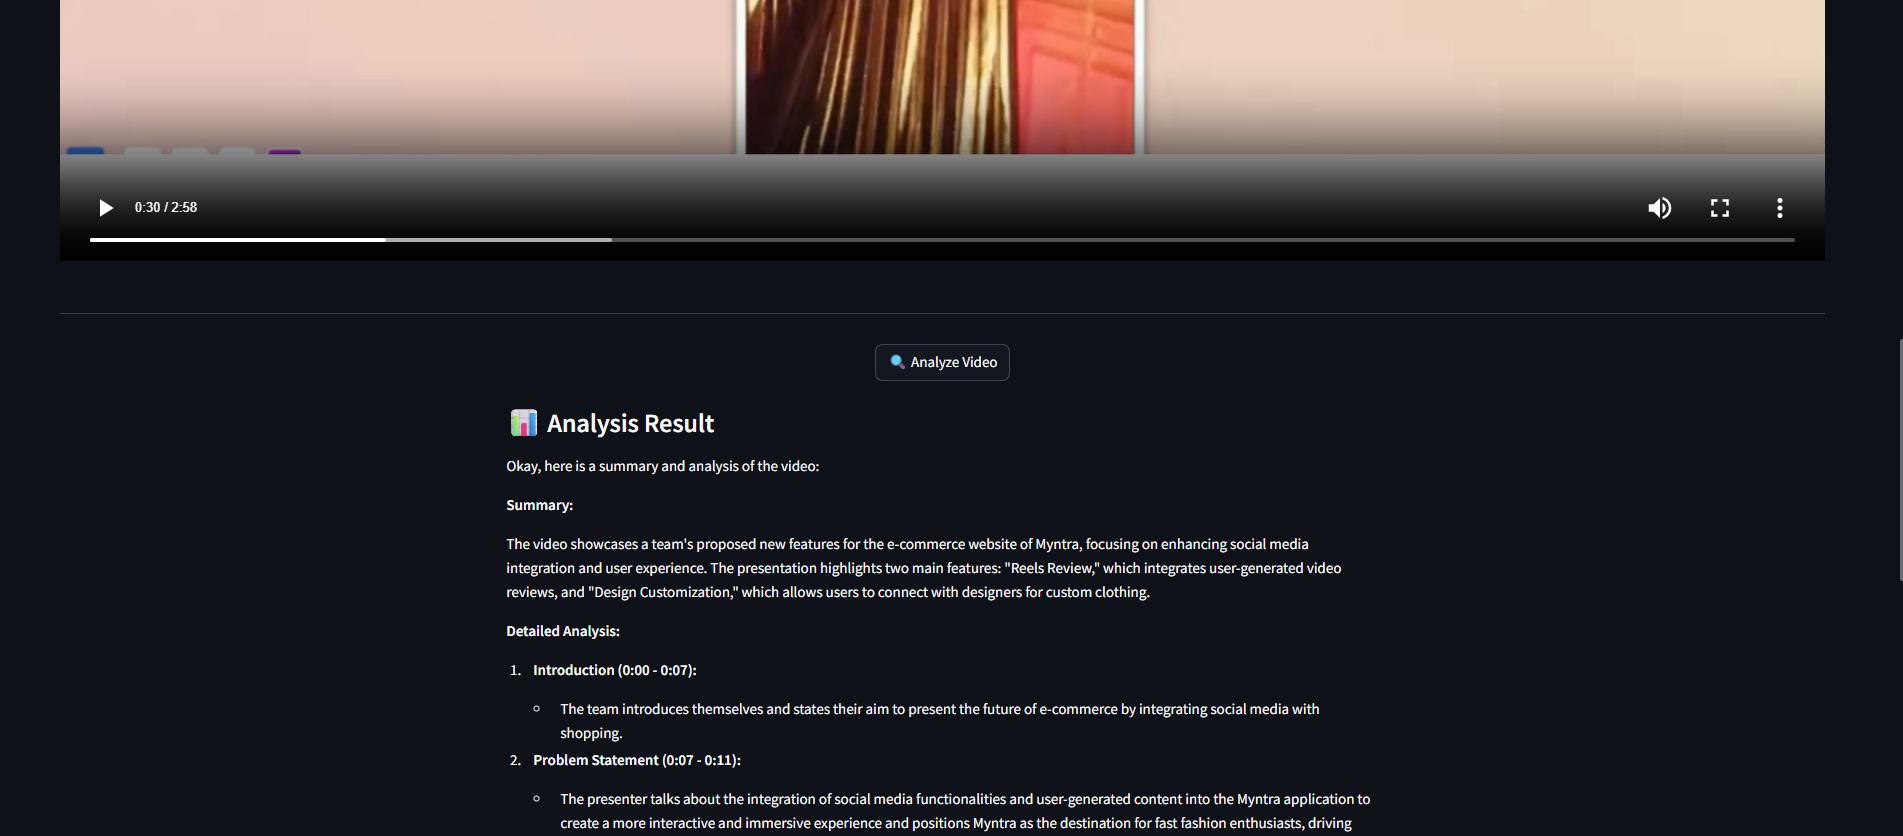 0:30 / 2:58
Analyze Video
Analysis Result
Okay, here is a summary and analysis of the video:
Summary:
The video showcases a team's proposed new features for the e-commerce website of Myntra, focusing on enhancing social media
integration and user experience. The presentation highlights two main features: "Reels Review," which integrates user-generated video
reviews, and "Design Customization," which allows users to connect with designers for custom clothing.
Detailed Analysis:
1. Introduction (0:00 - 0:07):
The team introduces themselves and states their aim to present the future of e-commerce by integrating social media with
shopping.
2. Problem Statement (0:07 - 0:11):
The presenter talks about the integration of social media functionalities and user-generated content into the Myntra application to
create a more interactive and immersive experience and positions Myntra as the destination for fast fashion enthusiasts, driving